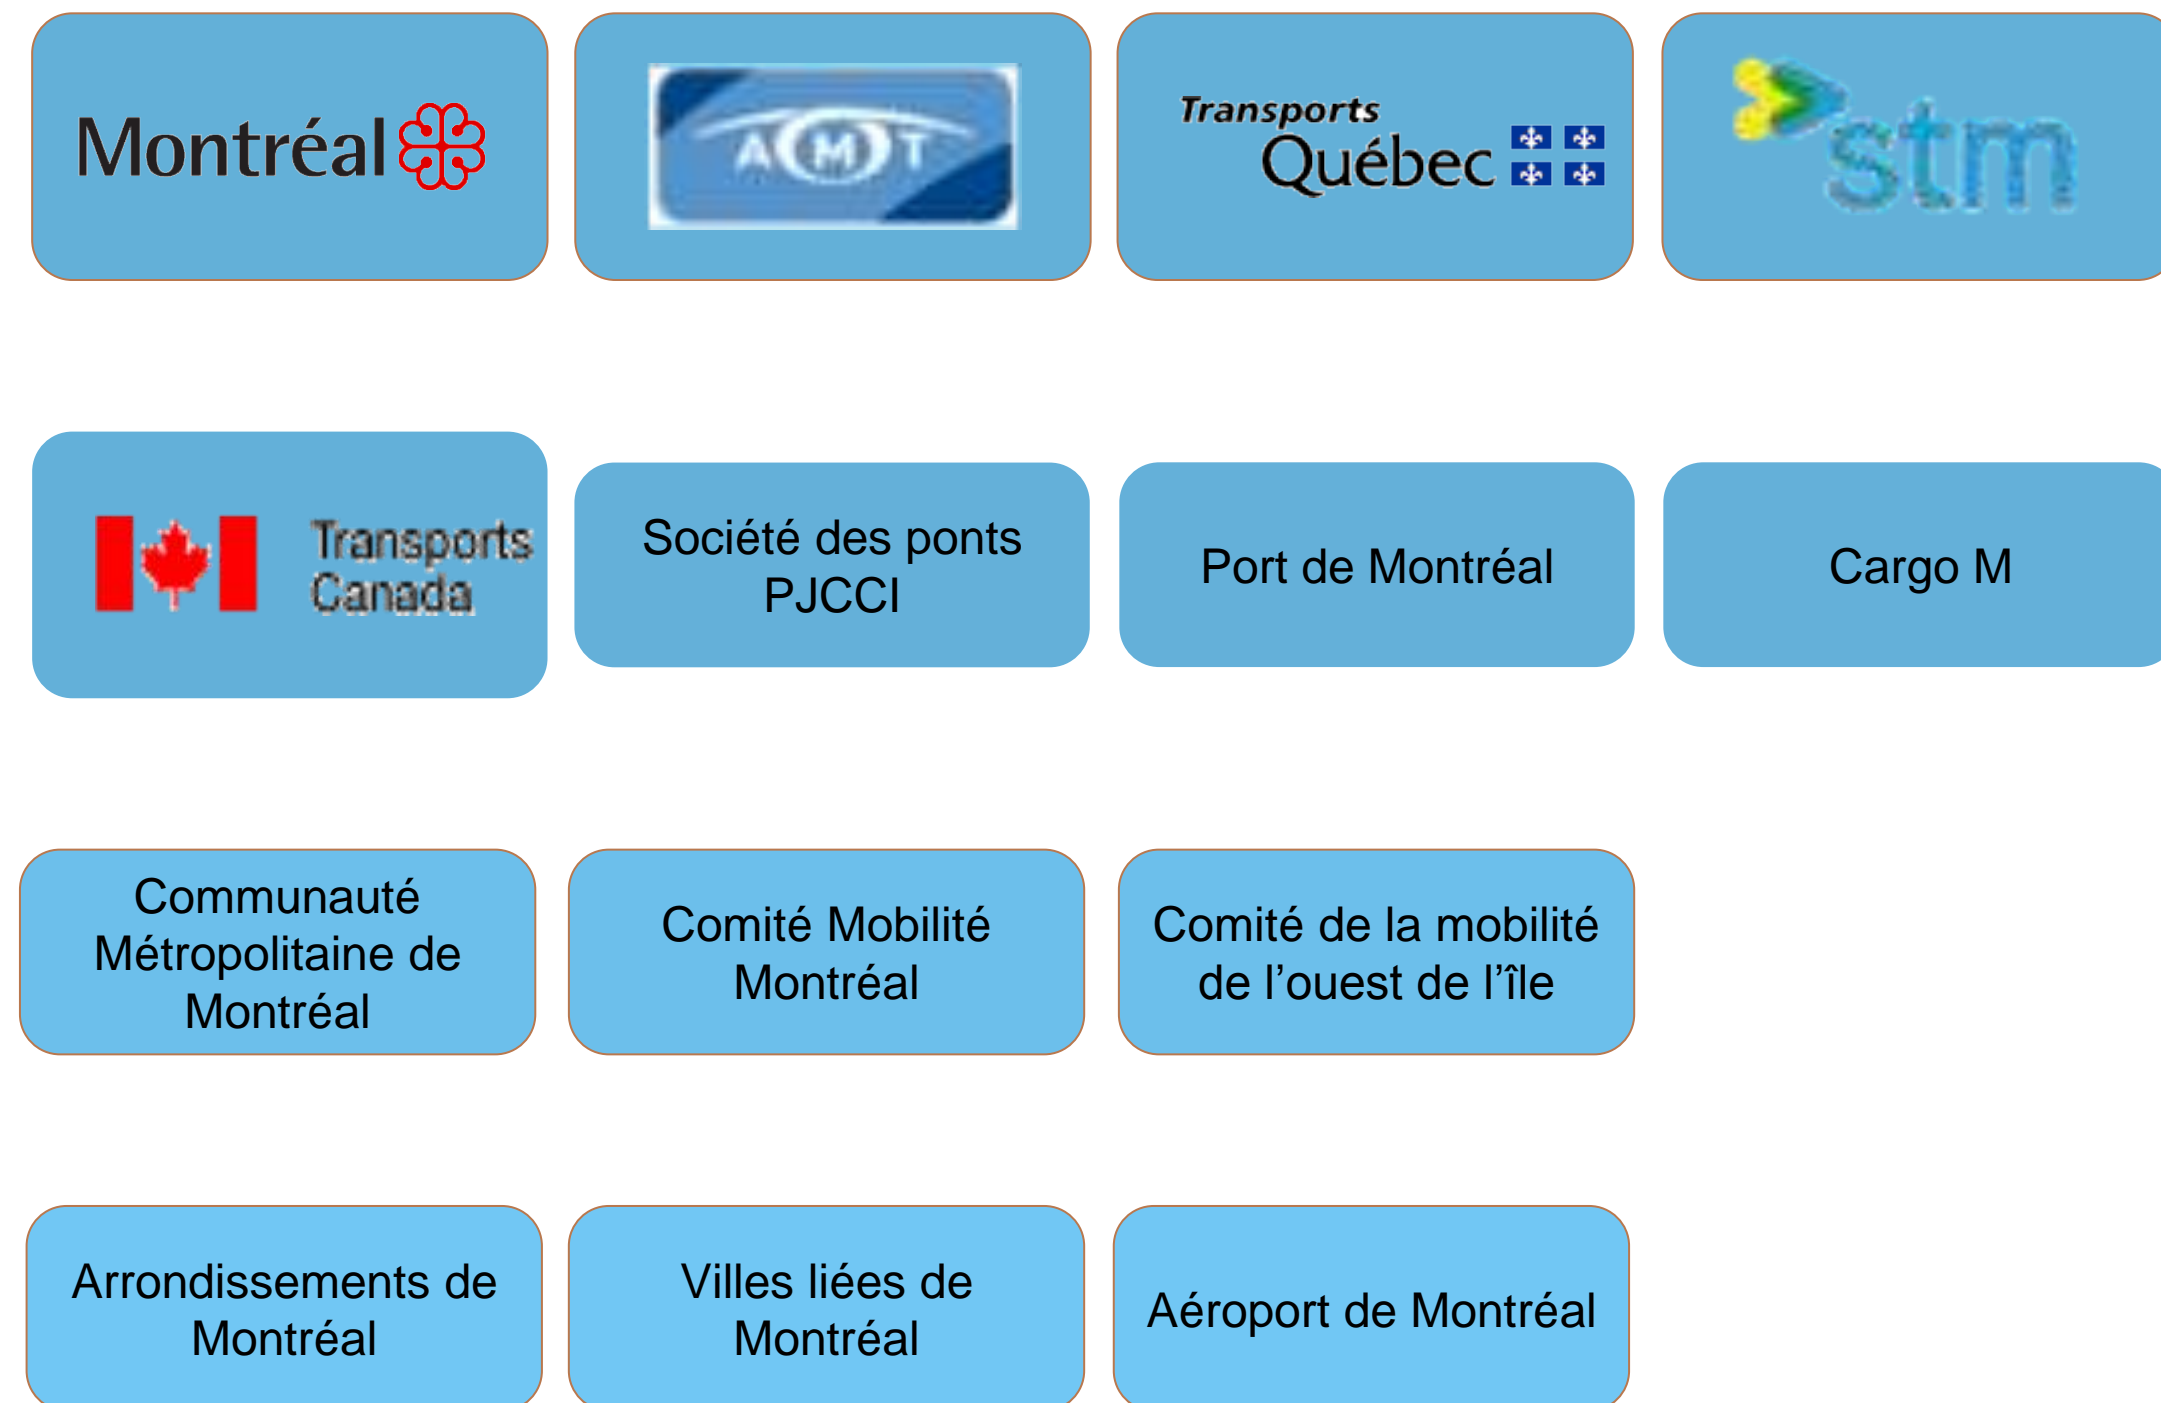 Montréal
AMT
Transports
Québec
stm
Transports
Canada
Société des ponts
PJCCI
Port de Montréal
Cargo M
Communauté
Métropolitaine de
Montréal
Comité Mobilité
Montréal
Comité de la mobilité
de l’ouest de l’île
Arrondissements de
Montréal
Villes liées de
Montréal
Aéroport de Montréal